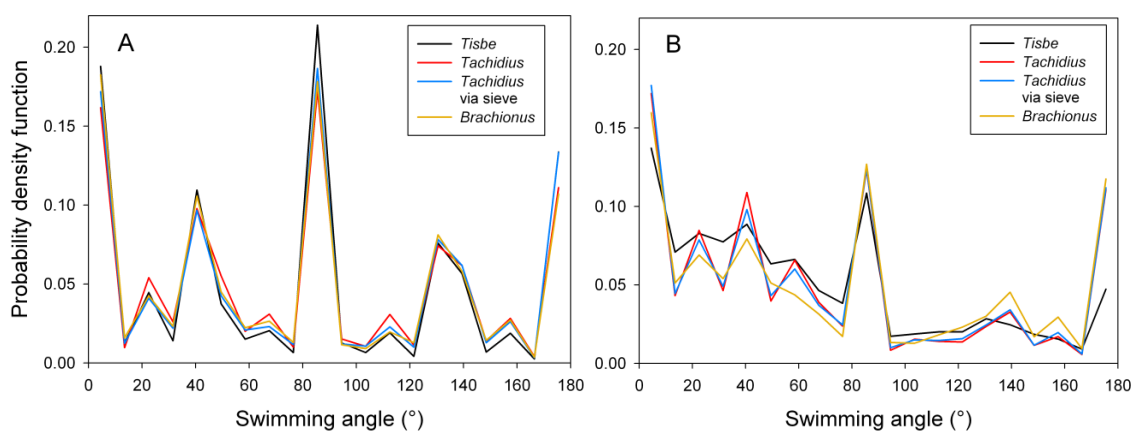 A
Tisbe
Tachidius
Tachidius
via sieve
Brachionus
Probability density function
0.20
0.15
0.10
0.05
0.00
0 20 40 60 80 100 120 140 160 180
Swimming angle (°)
B
Tisbe
Tachidius
Tachidius
via sieve
Brachionus
0.20
0.15
0.10
0.05
0.00
0 20 40 60 80 100 120 140 160 180
Swimming angle (°)